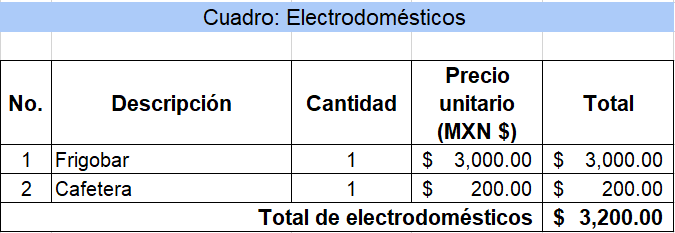 Cuadro: Electrodomésticos
No. Descripción Cantidad Precio unitario (MXN $) Total
1 Frigobar 1 $ 3,000.00 $ 3,000.00
2 Cafetera 1 $ 200.00 $ 200.00
Total de electrodomésticos $ 3,200.00